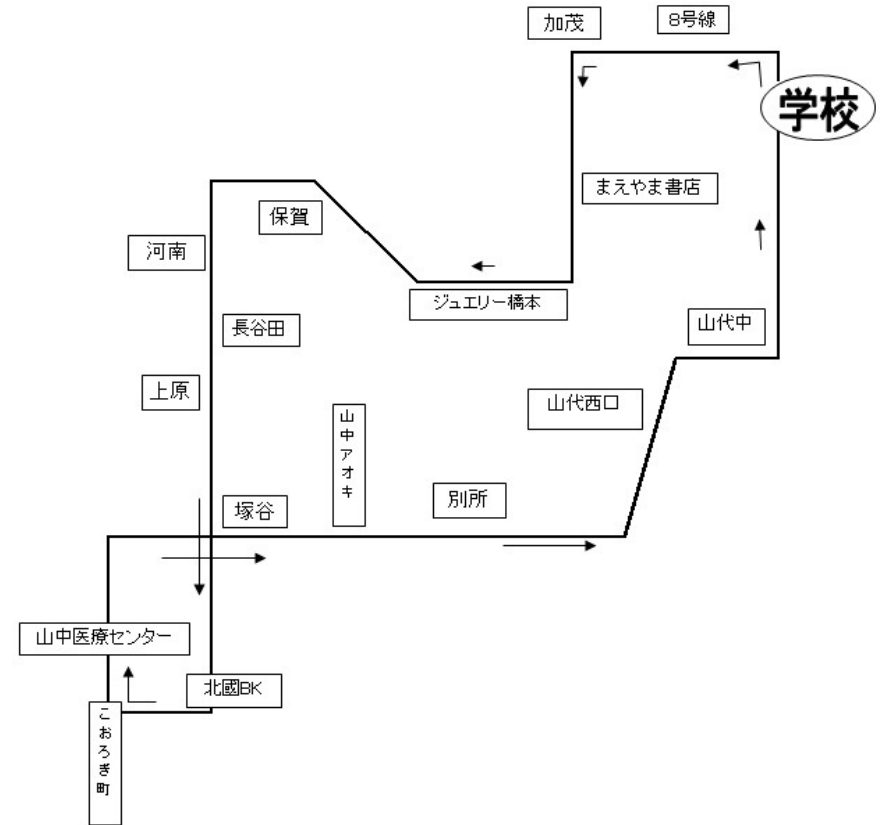 加茂
8号線
学校
まえやま書店
保賀
河南
ジュエリー橋本
長谷田
山代中
上原
山代西口
山中アオキ
別所
塚谷
山中医療センター
北國BK
こおろぎ町